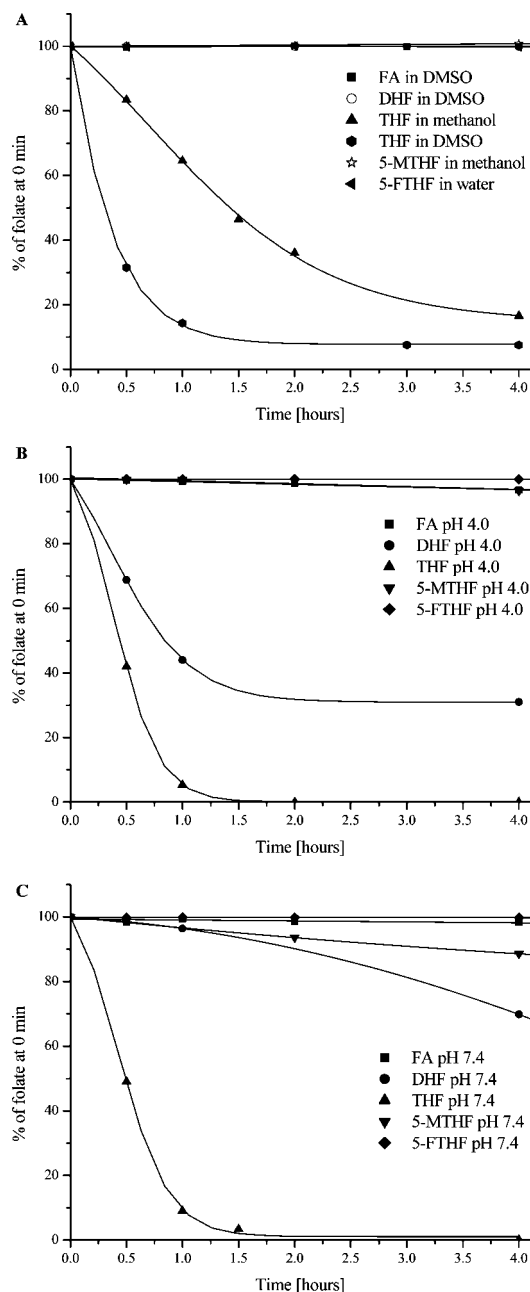 A
100
80
60
40
20
0
% of folate at 0 min
FA in DMSO
DHF in DMSO
THF in methanol
THF in DMSO
5-MTHF in methanol
5-FTHF in water
0.0 0.5 1.0 1.5 2.0 2.5 3.0 3.5 4.0
Time [hours]
B
100
80
60
40
20
0
% of folate at 0 min
FA pH 4.0
DHF pH 4.0
THF pH 4.0
5-MTHF pH 4.0
5-FTHF pH 4.0
0.0 0.5 1.0 1.5 2.0 2.5 3.0 3.5 4.0
Time [hours]
C
100
80
60
40
20
0
% of folate at 0 min
FA pH 7.4
DHF pH 7.4
THF pH 7.4
5-MTHF pH 7.4
5-FTHF pH 7.4
0.0 0.5 1.0 1.5 2.0 2.5 3.0 3.5 4.0
Time [hours]